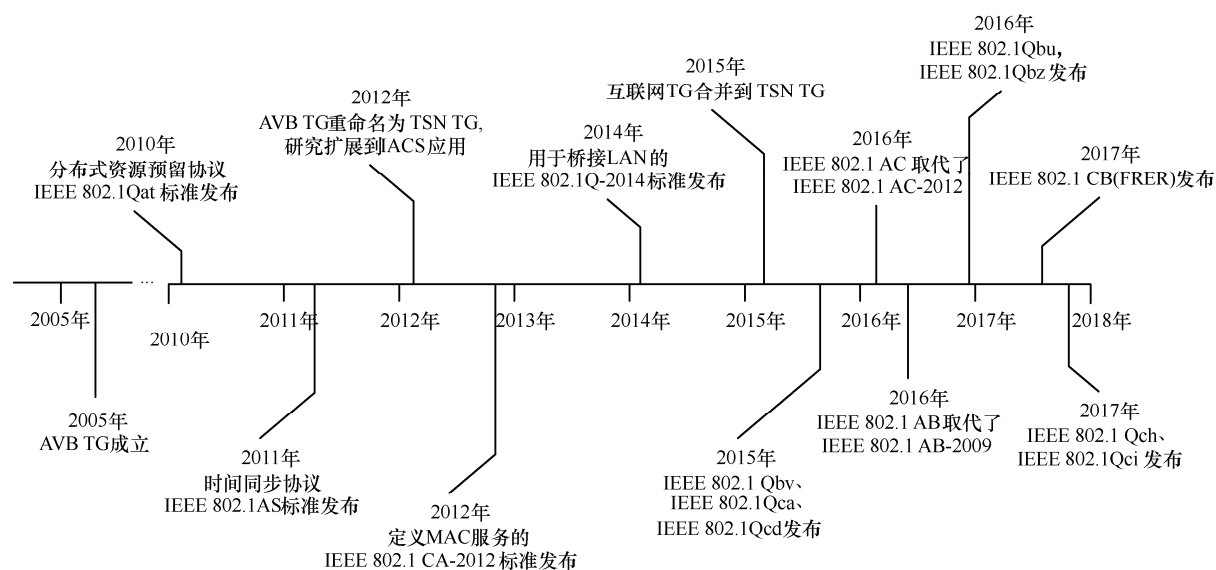 2016年
IEEE 802.1Qbu,
IEEE 802.1Qbz 发布
2015年
互联网TG合并到 TSN TG
2012年
AVB TG重命名为 TSN TG,
研究扩展到IACS 应用
2010年
分布式资源预留协议
IEEE 802.1Qat 标准发布
2014年
用于桥接LAN的
IEEE 802.1Q-2014标准发布
2016年
IEEE 802.1 AC 取代了
IEEE 802.1 AC-2012
2017年
IEEE 802.1 CB(FRER)发布
...
2005年
2010年
2011年
2012年
2013年
2014年
2015年
2016年
2017年
2018年
2005年
AVB TG成立
2011年
时间同步协议
IEEE 802.1AS标准发布
2012年
定义MAC服务的
IEEE 802.1 CA-2012 标准发布
2015年
IEEE 802.1 Qbv、
IEEE 802.1Qca、
IEEE 802.1Qcd发布
2016年
IEEE 802.1 AB取代了
IEEE 802.1 AB-2009
2017年
IEEE 802.1 Qch、
IEEE 802.1Qci 发布